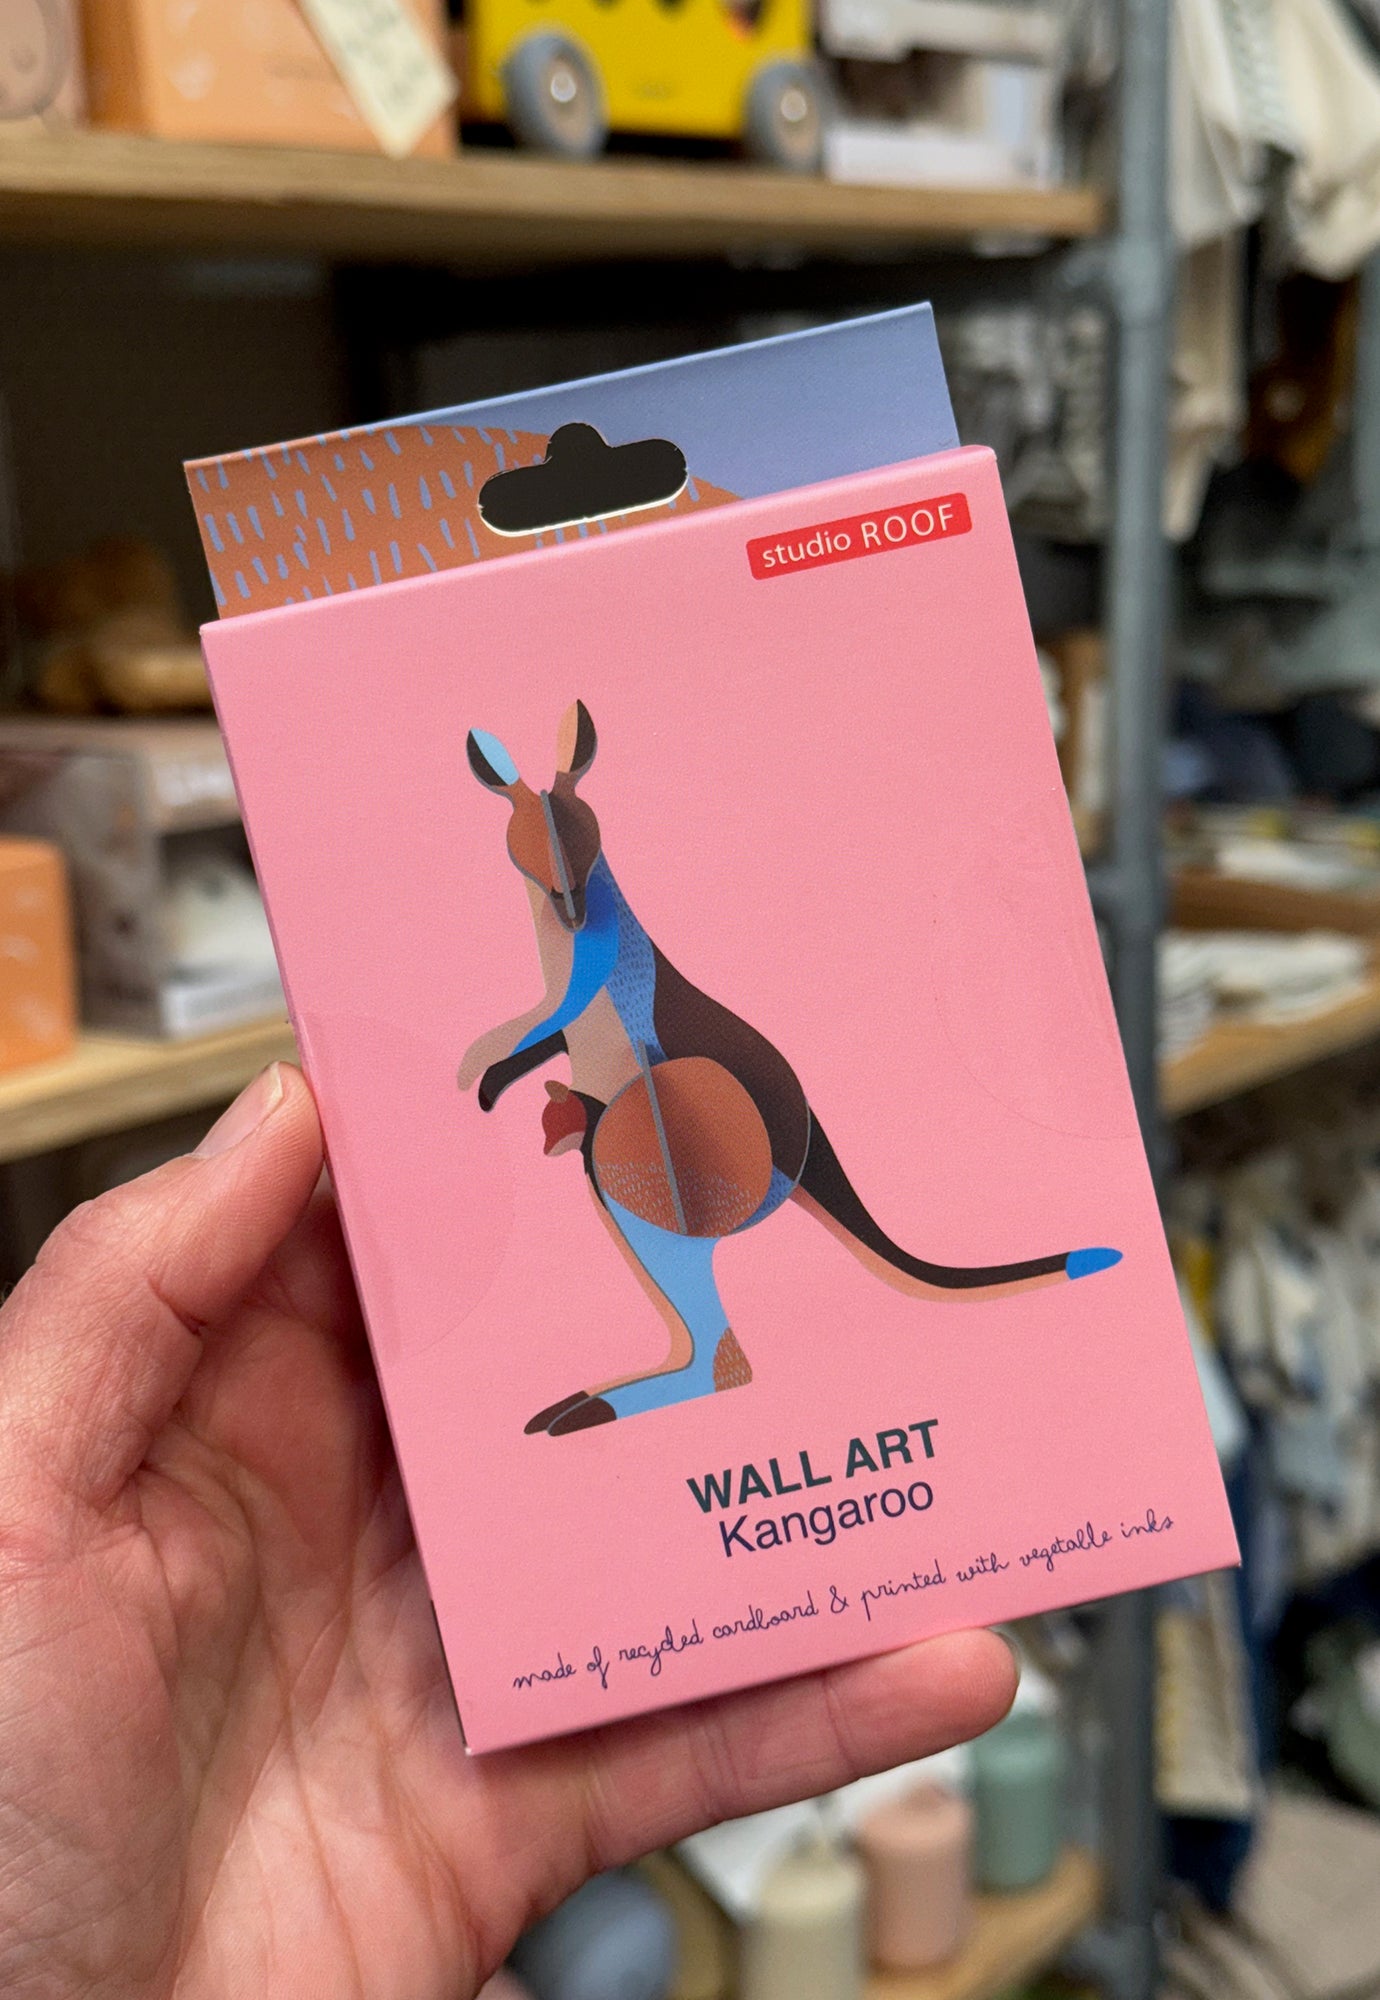 studio ROOF
WALL ART
Kangaroo
made of recycled cardboard & printed with vegetable inks